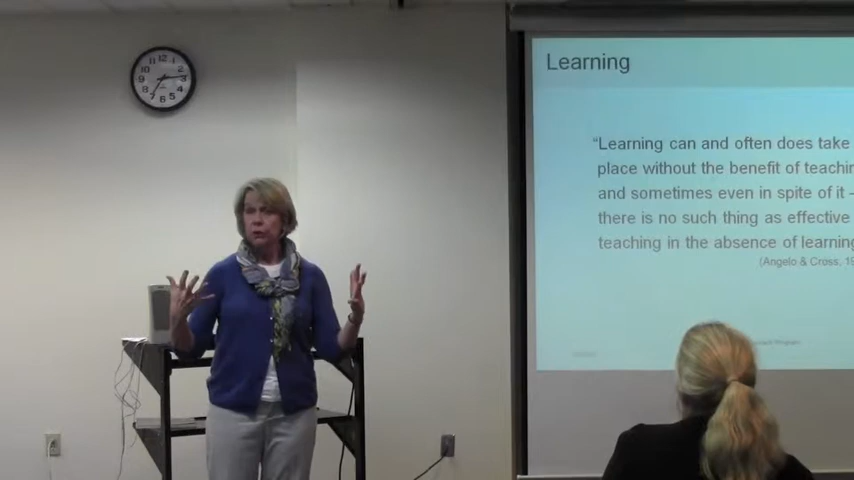 Learning
"Learning can and often does take
place without the benefit of teachin
and sometimes even in spite of it -
there is no such thing as effective
teaching in the absence of learning
(Angelo & Cross, 19